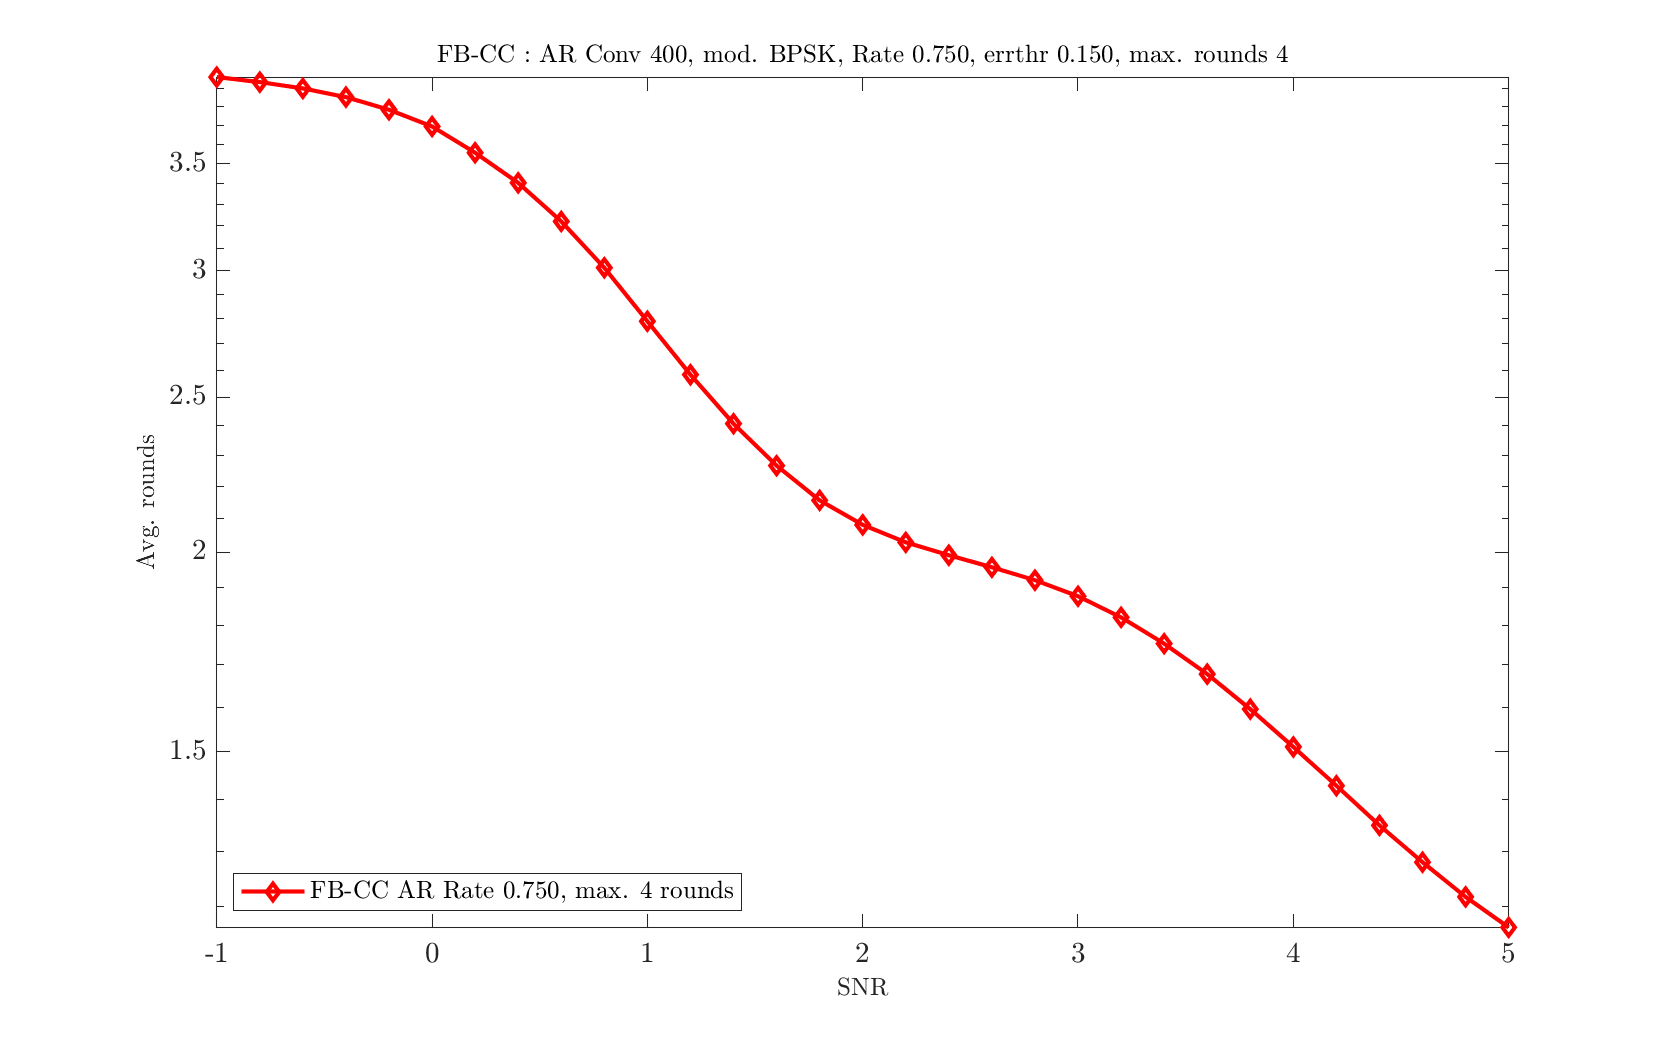 FB-CC : AR Conv 400, mod. BPSK, Rate 0.750, errthr 0.150, max. rounds 4
3.5
3
2.5
2
1.5
Avg. rounds
FB-CC AR Rate 0.750, max. 4 rounds
-1 0 1 2 3 4 5
SNR